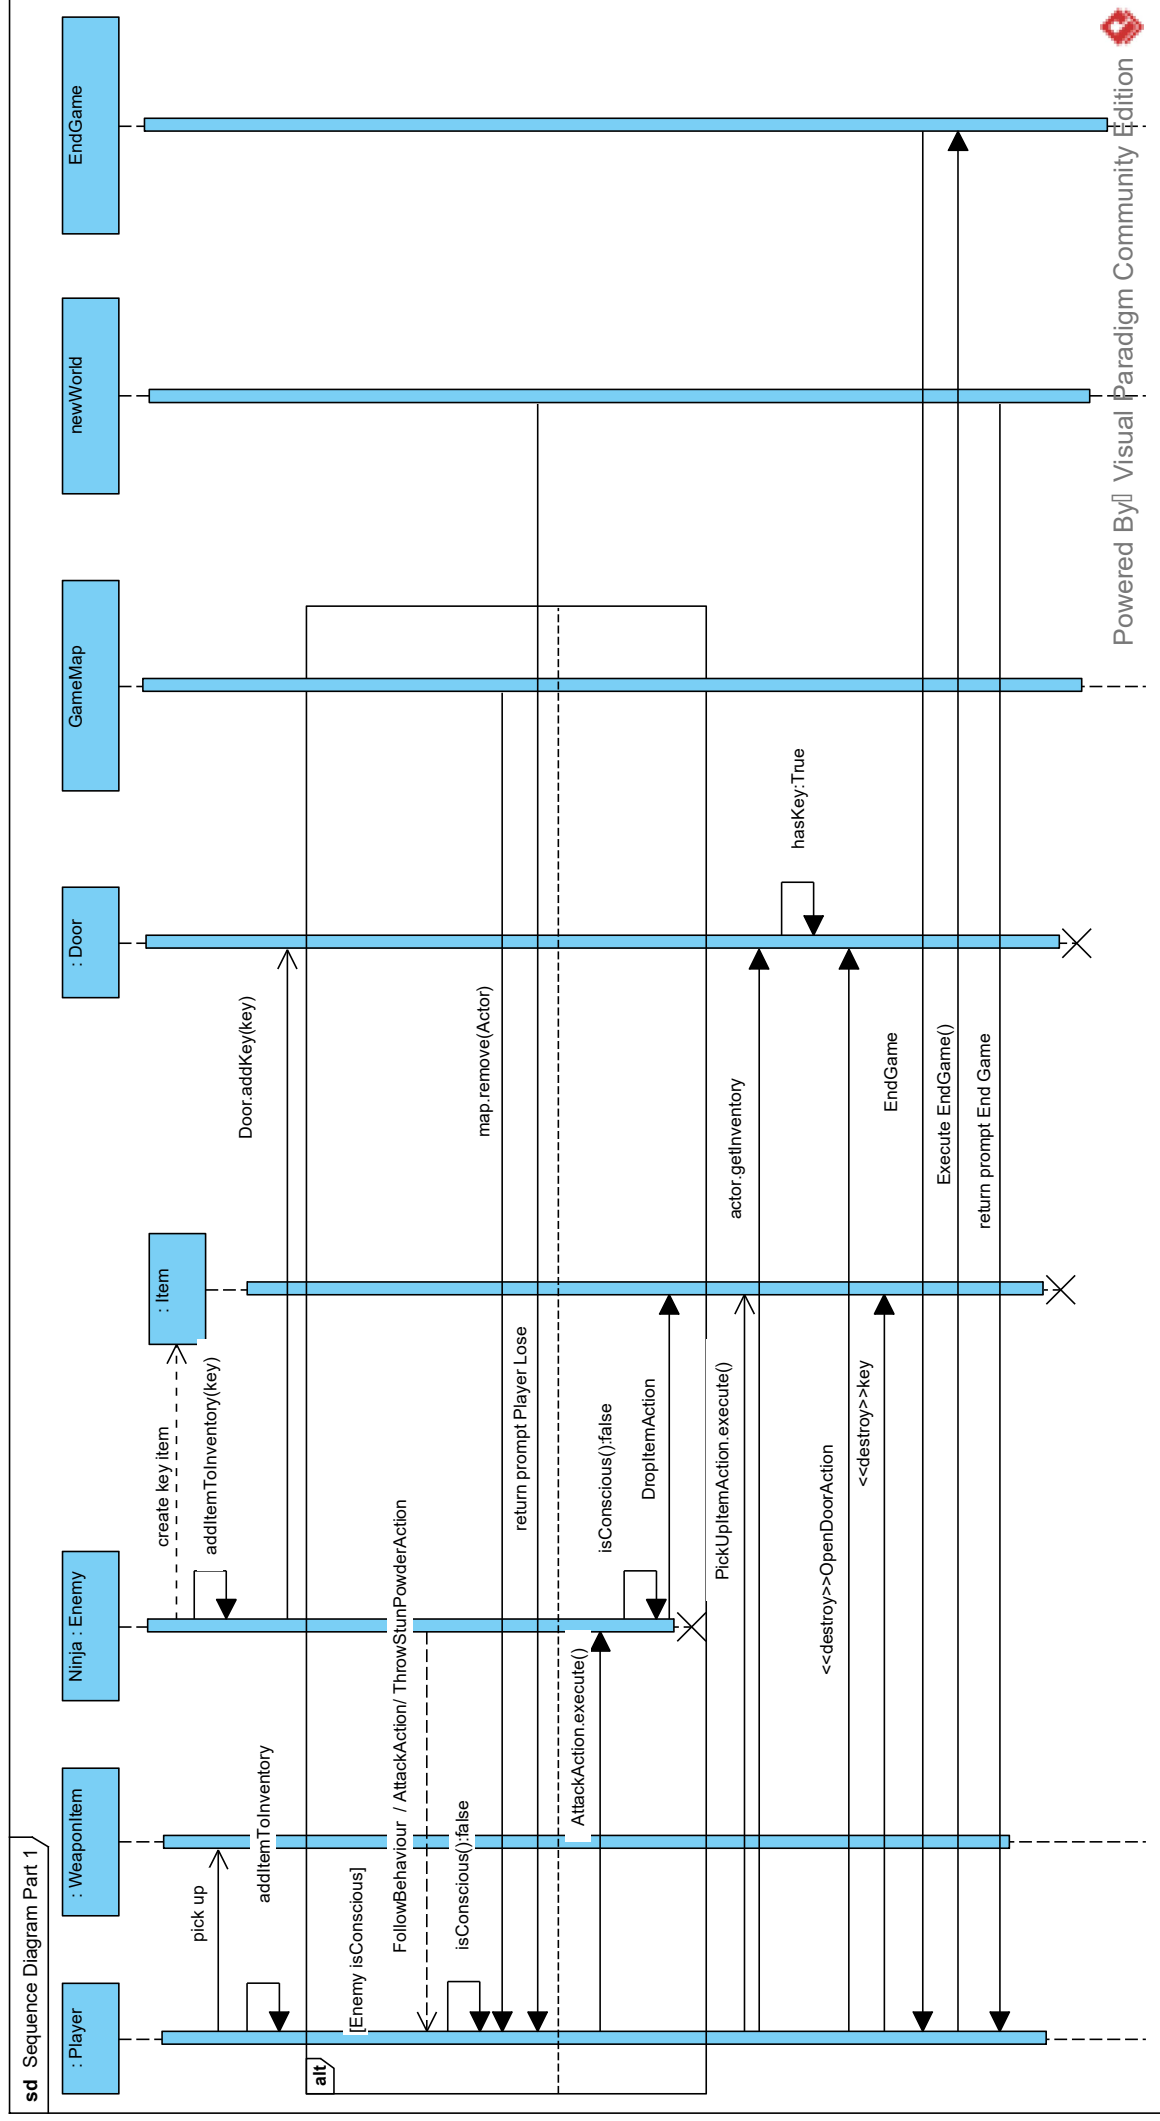 sd Sequence Diagram Part 1
: Player
: WeaponItem
Ninja : Enemy
: Item
: Door
GameMap
newWorld
EndGame
create key item
pick up
addItemToInventory(key)
addItemToInventory
Door.addKey(key)
alt
[Enemy isConscious]
FollowBehaviour / AttackAction/ ThrowStunPowderAction
isConscious():false
map.remove(Actor)
return prompt Player Lose
AttackAction.execute()
isConscious():false
DropItemAction
PickUpItemAction.execute()
actor.getInventory
hasKey:True
<<destroy>>OpenDoorAction
<<destroy>>key
EndGame
Execute EndGame()
return prompt End Game
Powered By Visual Paradigm Community Edition